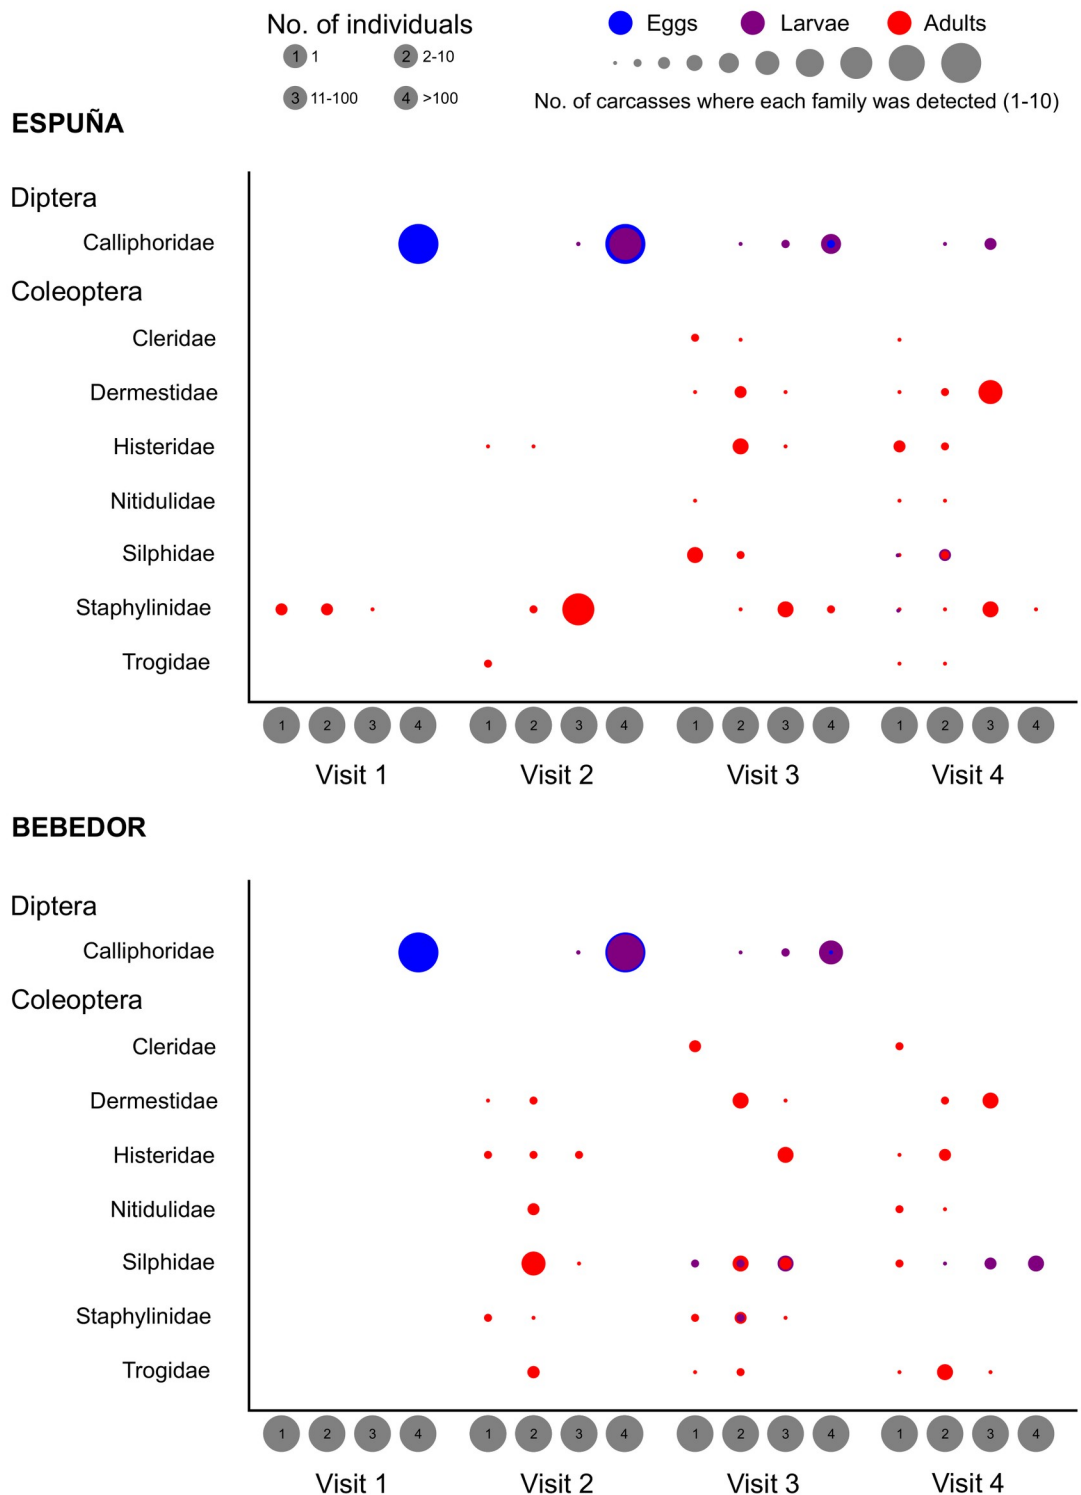 No. of individuals
1 1 2 2-10
3 11-100 4 >100
Eggs Larvae Adults
No. of carcasses where each family was detected (1-10)
ESPUÑA
Diptera
Calliphoridae
Coleoptera
Cleridae
Dermestidae
Histeridae
Nitidulidae
Silphidae
Staphylinidae
Trogidae
1 2 3 4 1 2 3 4 1 2 3 4 1 2 3 4
Visit 1 Visit 2 Visit 3 Visit 4
BEBEDOR
Diptera
Calliphoridae
Coleoptera
Cleridae
Dermestidae
Histeridae
Nitidulidae
Silphidae
Staphylinidae
Trogidae
1 2 3 4 1 2 3 4 1 2 3 4 1 2 3 4
Visit 1 Visit 2 Visit 3 Visit 4